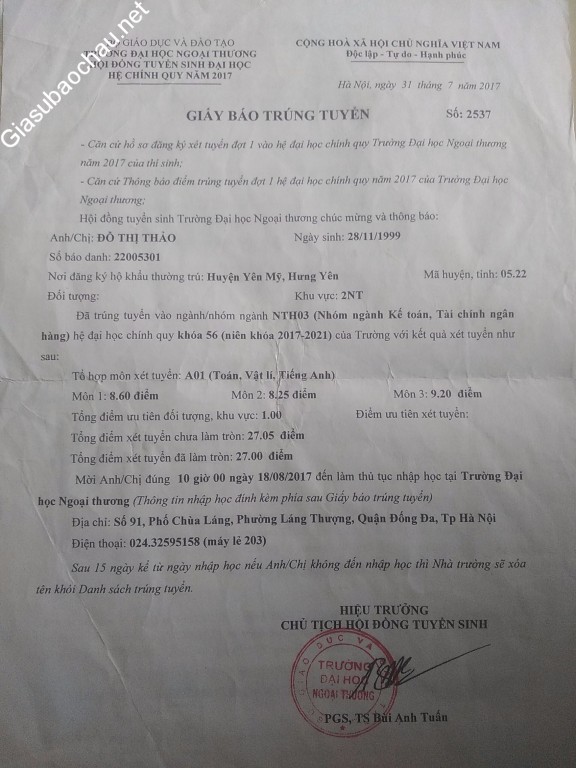 Giasubaochau.net
GIÁO DỤC VÀ ĐÀO TẠO
TRƯỜNG ĐẠI HỌC NGOẠI THƯƠNG
HỘI ĐỒNG TUYỂN SINH ĐẠI HỌC
HỆ CHÍNH QUY NĂM 2017
CỘNG HOÀ XÃ HỘI CHỦ NGHĨA VIỆT NAM
Độc lập - Tự do - Hạnh phúc
Hà Nội, ngày 31 tháng 7 năm 2017
GIẤY BÁO TRÚNG TUYỂN Số: 2537
- Căn cứ hồ sơ đăng ký xét tuyển đợt 1 vào hệ đại học chính quy Trường Đại học Ngoại thương
năm 2017 của thí sinh;
- Căn cứ Thông báo điểm trúng tuyển đợt 1 hệ đại học chính quy năm 2017 của Trường Đại học
Ngoại thương;
Hội đồng tuyển sinh Trường Đại học Ngoại thương chúc mừng và thông báo:
Anh/Chị: ĐỖ THỊ THẢO Ngày sinh: 28/11/1999
Số báo danh: 22005301
Nơi đăng ký hộ khẩu thường trú: Huyện Yên Mỹ, Hưng Yên Mã huyện, tỉnh: 05.22
Đối tượng: Khu vực: 2NT
Đã trúng tuyển vào ngành/nhóm ngành NTH03 (Nhóm ngành Kế toán, Tài chính ngân
hàng) hệ đại học chính quy khóa 56 (niên khóa 2017-2021) của Trường với kết quả xét tuyển như
sau:
Tổ hợp môn xét tuyển: A01 (Toán, Vật lí, Tiếng Anh)
Môn 1: 8.60 điểm Môn 2: 8.25 điểm Môn 3: 9.20 điểm
Tổng điểm ưu tiên đối tượng, khu vực: 1.00 Điểm ưu tiên xét tuyển:
Tổng điểm xét tuyển chưa làm tròn: 27.05 điểm
Tổng điểm xét tuyển đã làm tròn: 27.00 điểm
Mời Anh/Chị đúng 10 giờ 00 ngày 18/08/2017 đến làm thủ tục nhập học tại Trường Đại
học Ngoại thương (Thông tin nhập học đính kèm phía sau Giấy báo trúng tuyển)
Địa chỉ: Số 91, Phố Chùa Láng, Phường Láng Thượng, Quận Đống Đa, Tp Hà Nội
Điện thoại: 024.32595158 (máy lẻ 203)
Sau 15 ngày kể từ ngày nhập học nếu Anh/Chị không đến nhập học thì Nhà trường sẽ xóa
tên khỏi Danh sách trúng tuyển.
HIỆU TRƯỞNG
CHỦ TỊCH HỘI ĐỒNG TUYỂN SINH
GIÁO DỤC VÀ
TRƯỜNG
ĐẠI HỌC
NGOẠI THƯƠNG
PGS, TS Bùi Anh Tuấn